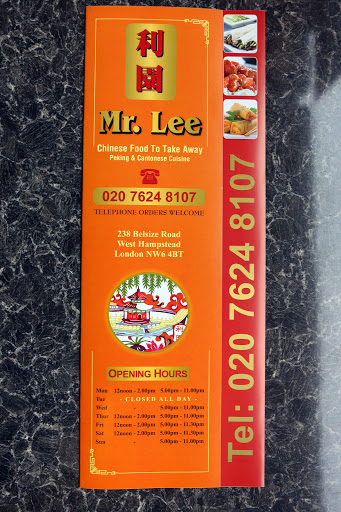 利
園
Mr. Lee
Chinese Food To Take Away
Peking & Cantonese Cuisine
020 7624 8107
TELEPHONE ORDERS WELCOME
238 Belsize Road
West Hampstead
London NW6 4BT
OPENING HOURS
Mon 12noon - 2.00pm 5.00pm - 11.00pm
Tue - CLOSED ALL DAY -
Wed - 5.00pm - 11.00pm
Thur 12noon - 2.00pm 5.00pm - 11.00pm
Fri 12noon - 2.00pm 5.00pm - 11.30pm
Sat 12noon - 2.00pm 5.00pm - 11.30pm
Sun - 5.00pm - 11.00pm
Tel: 020 7624 8107